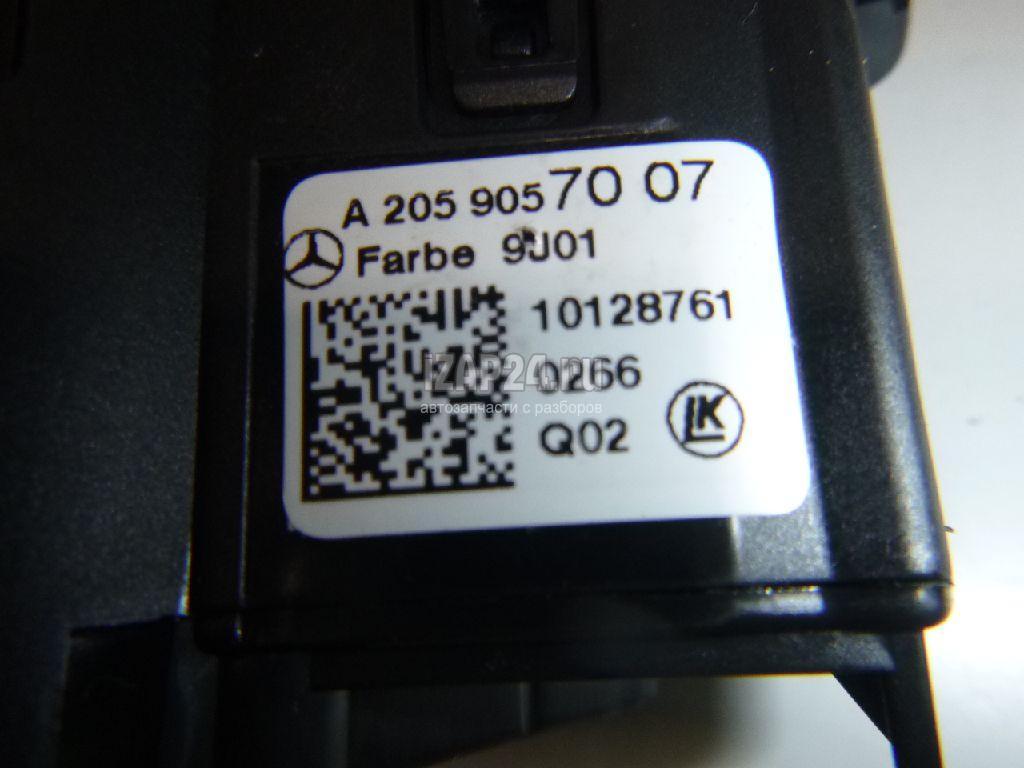 A 205 905 70 07
Farbe 9J01
10128761
0266
Q02
LK
iZAP24.ru
автозапчасти с разборов